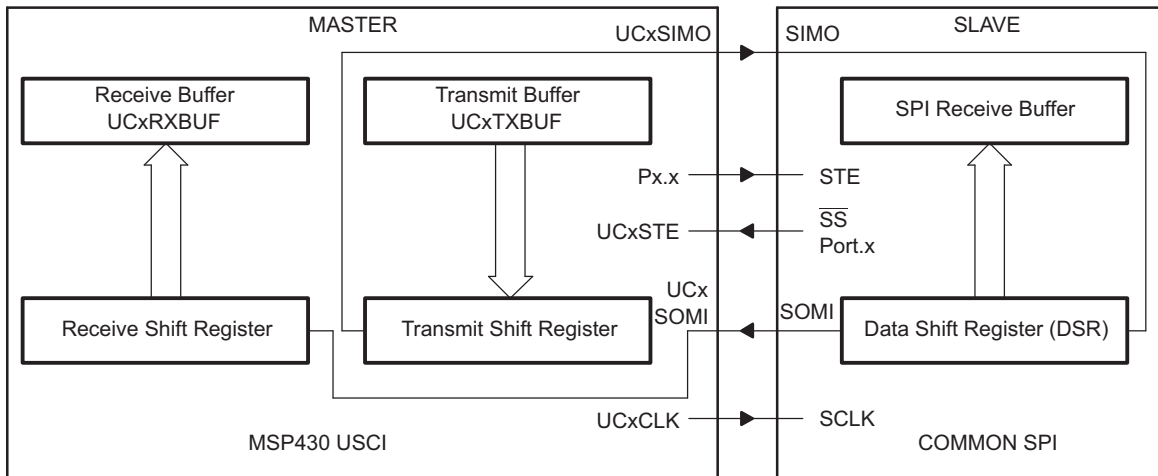 MASTER
UCxSIMO
SIMO
SLAVE
Receive Buffer
UCxRXBUF
Transmit Buffer
UCxTXBUF
SPI Receive Buffer
Px.x
STE
UCxSTE
SS
Port.x
UCx
SOMI
SOMI
Receive Shift Register
Transmit Shift Register
Data Shift Register (DSR)
UCxCLK
SCLK
MSP430 USCI
COMMON SPI